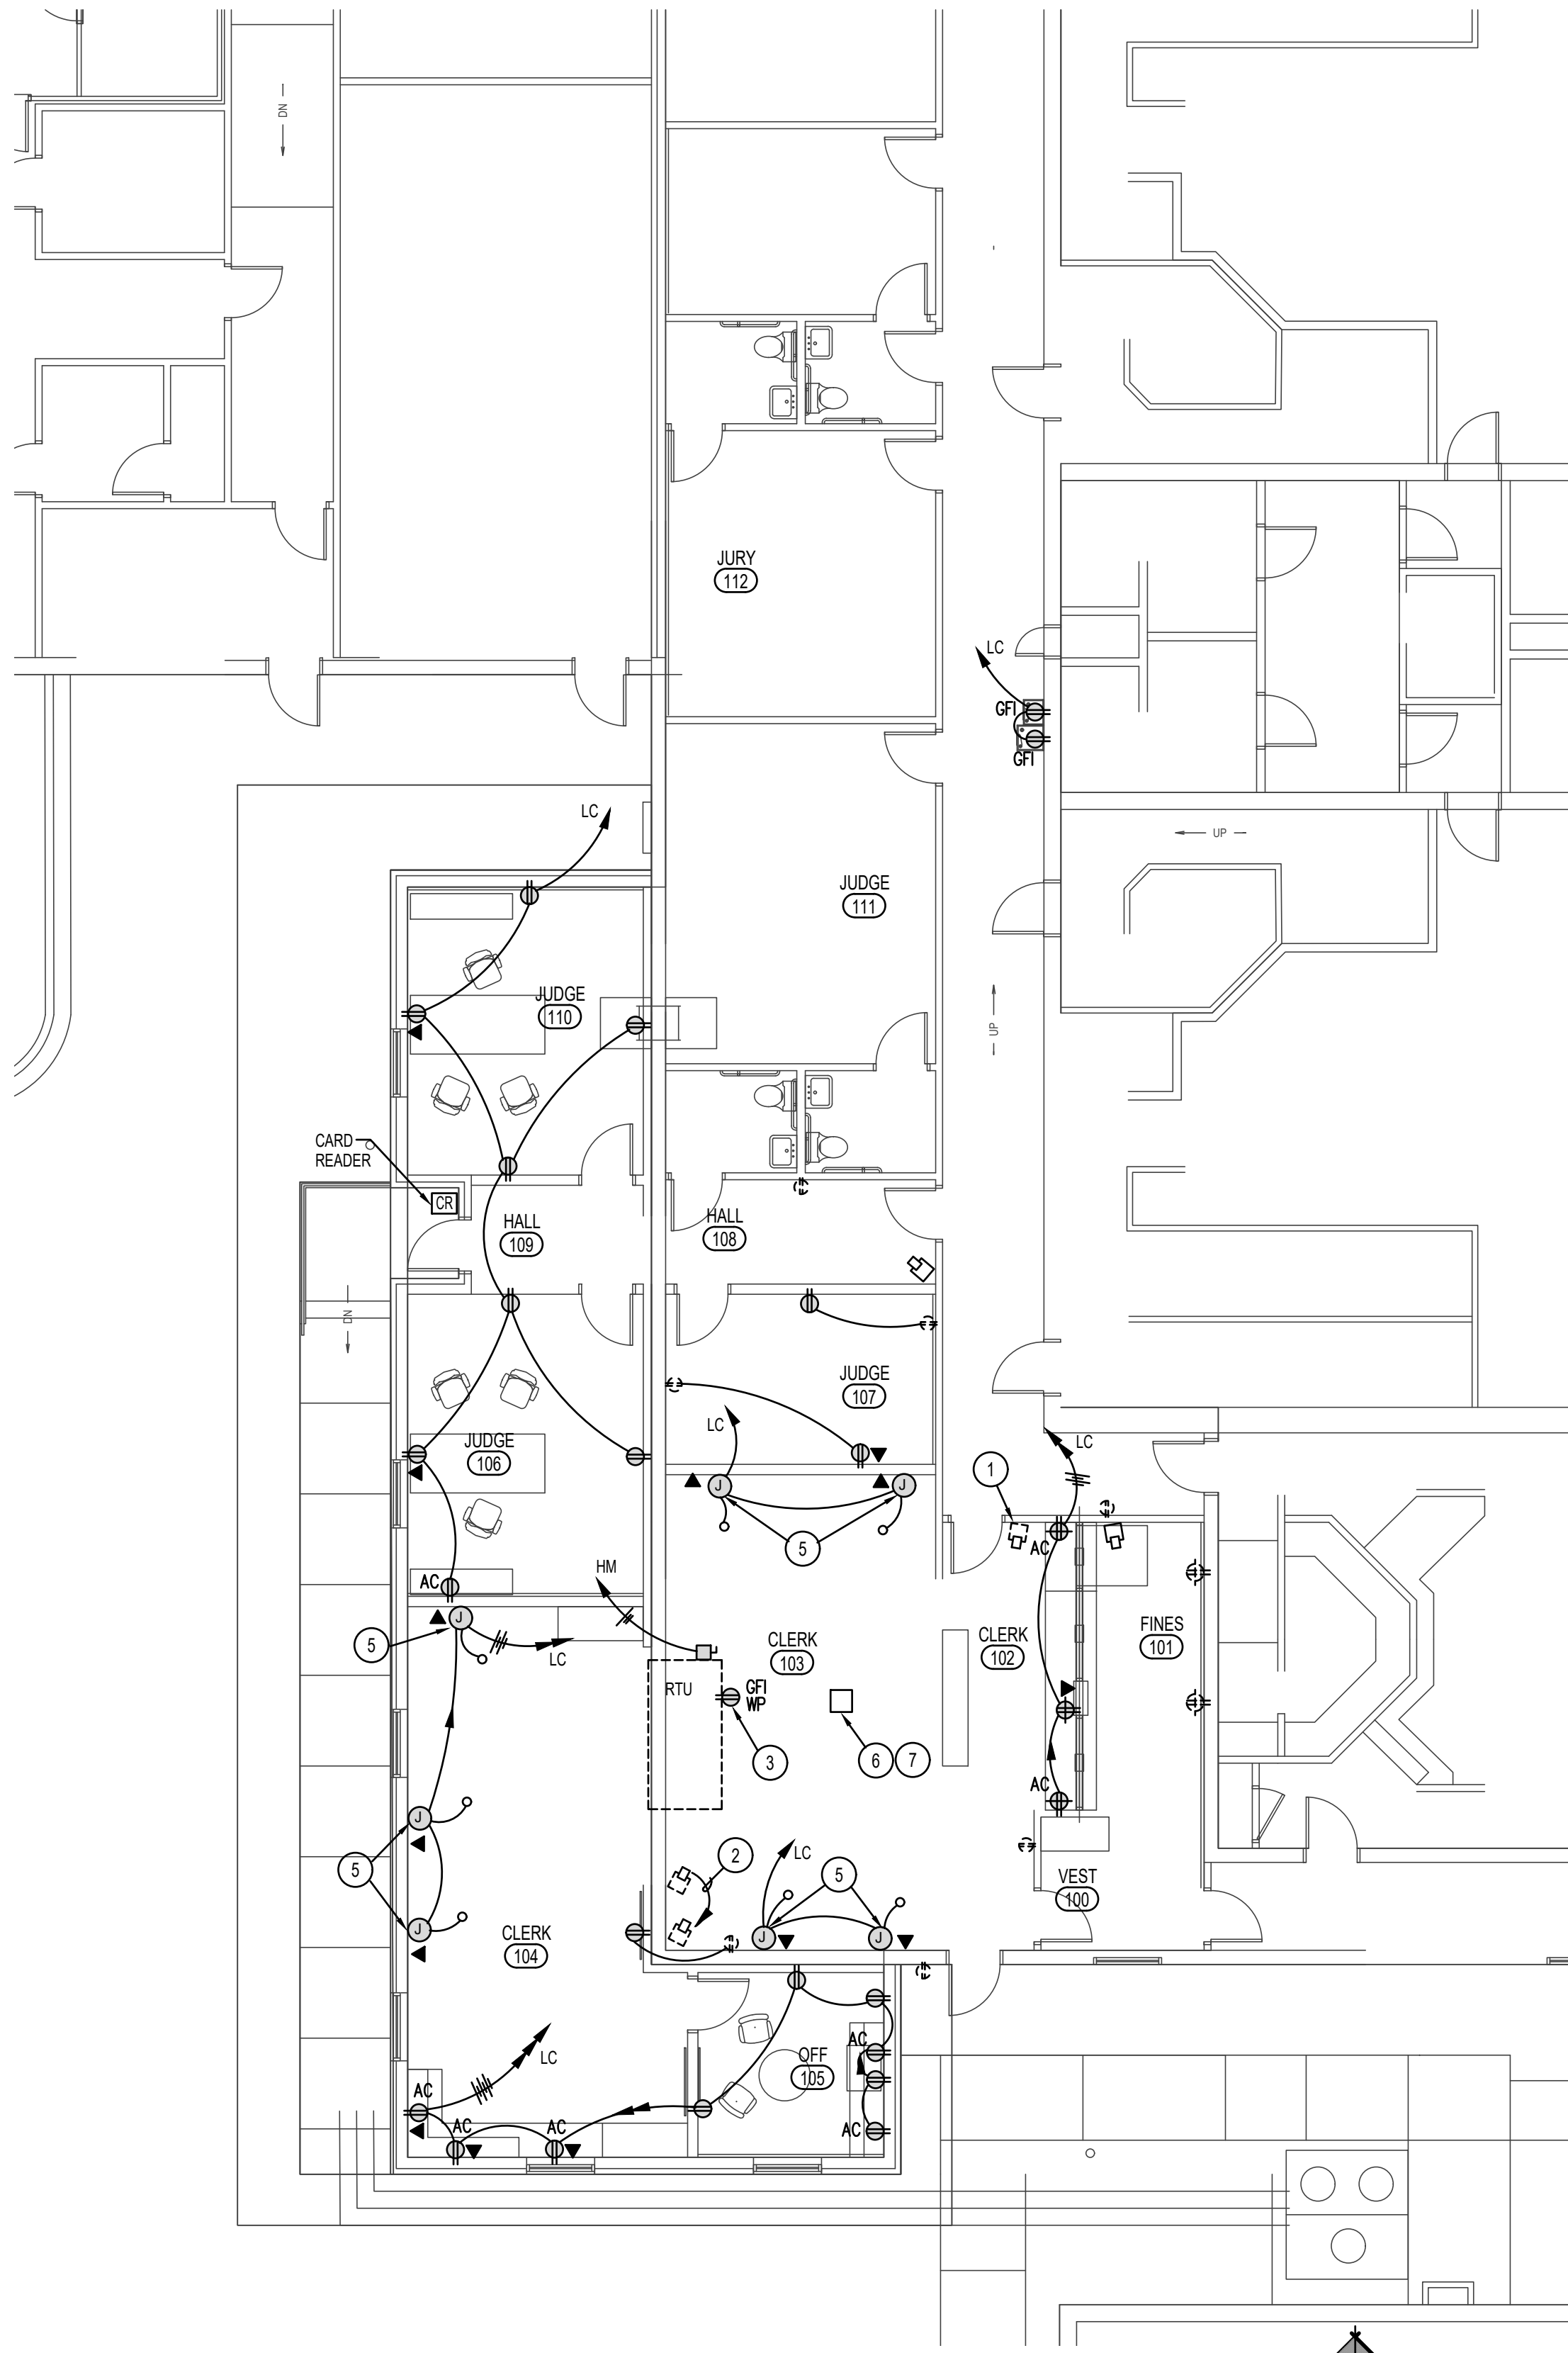 DN
JURY
112
LC
GFI
GFI
LC
UP
JUDGE
111
JUDGE
110
UP
CARD
READER
CR
HALL
109
HALL
108
DN
JUDGE
107
LC
JUDGE
106
LC
1
J
J
AC
5
HM
AC
J
5
LC
CLERK
103
CLERK
102
FINES
101
RTU
GFI
WP
3
6
7
AC
J
5
2
LC
5
VEST
100
J
CLERK
104
J
J
AC
OFF
105
LC
AC
AC
AC
AC